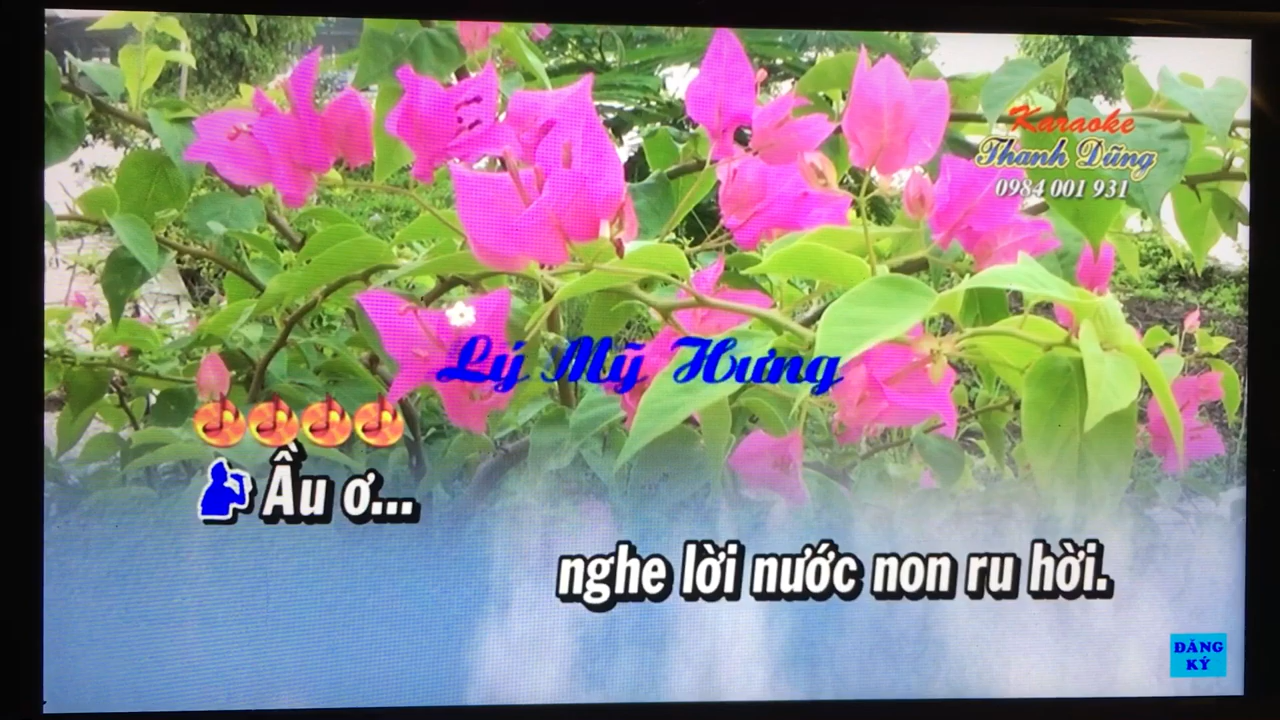 Karaoke
Thanh Dũng
0984 001 931
Lý Mỹ Hưng
Ầu ơ...
nghe lời nước non ru hời.
ĐĂNG
KÝ